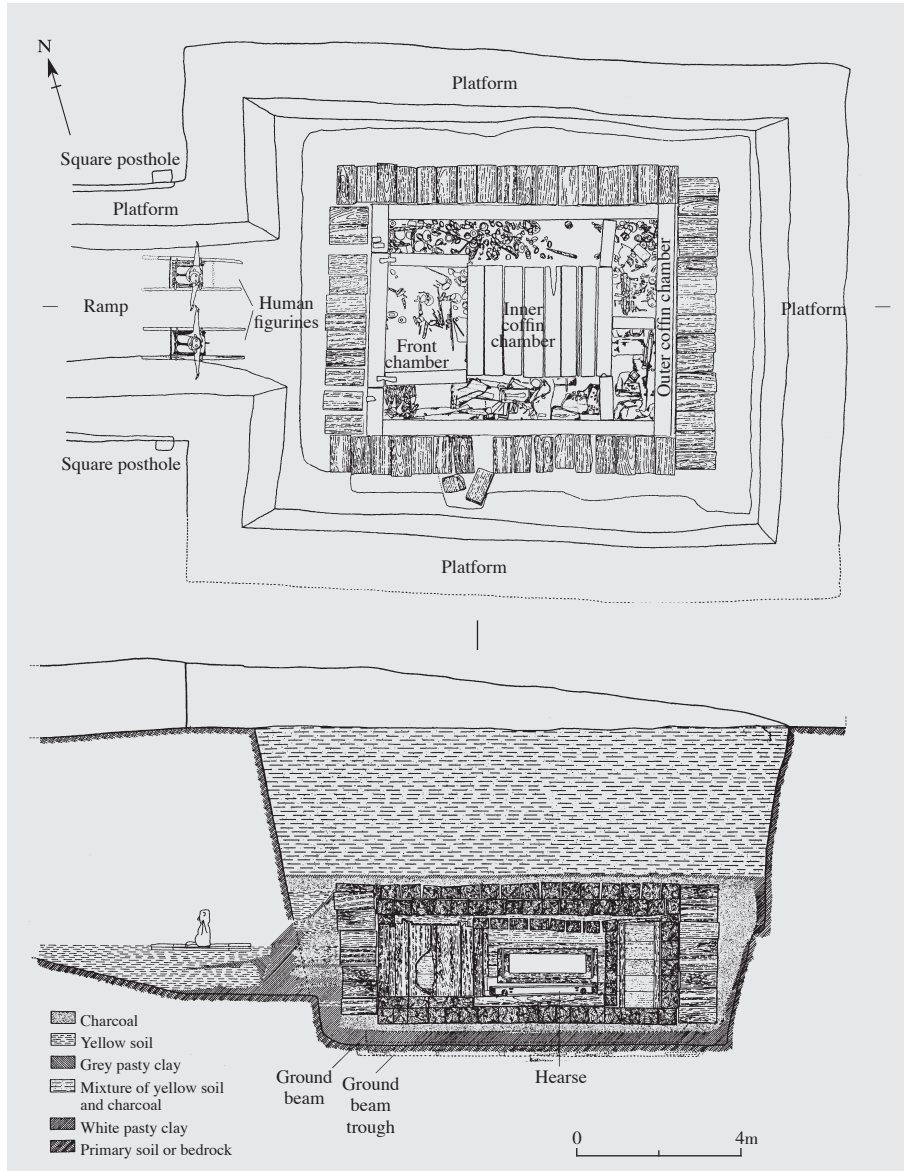 N
Platform
Square posthole
Platform
Ramp
Human
figurines
Front
chamber
Inner
coffin
chamber
Outer coffin chamber
Platform
Square posthole
Platform
Charcoal
Yellow soil
Grey pasty clay
Mixture of yellow soil
and charcoal
White pasty clay
Primary soil or bedrock
Ground
beam
Ground
beam
trough
Hearse
0
4m